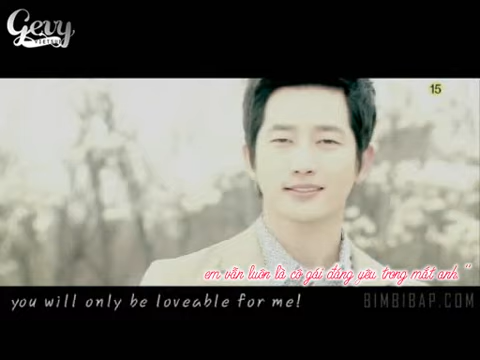 Gevy
VIETSUB
15
em vẫn luôn là cô gái đáng yêu trong mắt anh "
you will only be loveable for me!
BIMBIBAP.COM